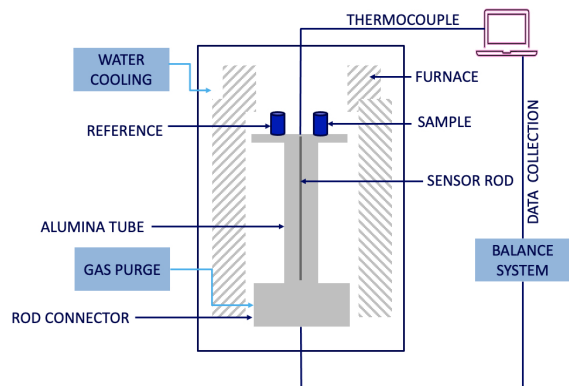 THERMOCOUPLE
WATER
COOLING
FURNACE
REFERENCE
SAMPLE
SENSOR ROD
DATA COLLECTION
ALUMINA TUBE
BALANCE
SYSTEM
GAS PURGE
ROD CONNECTOR